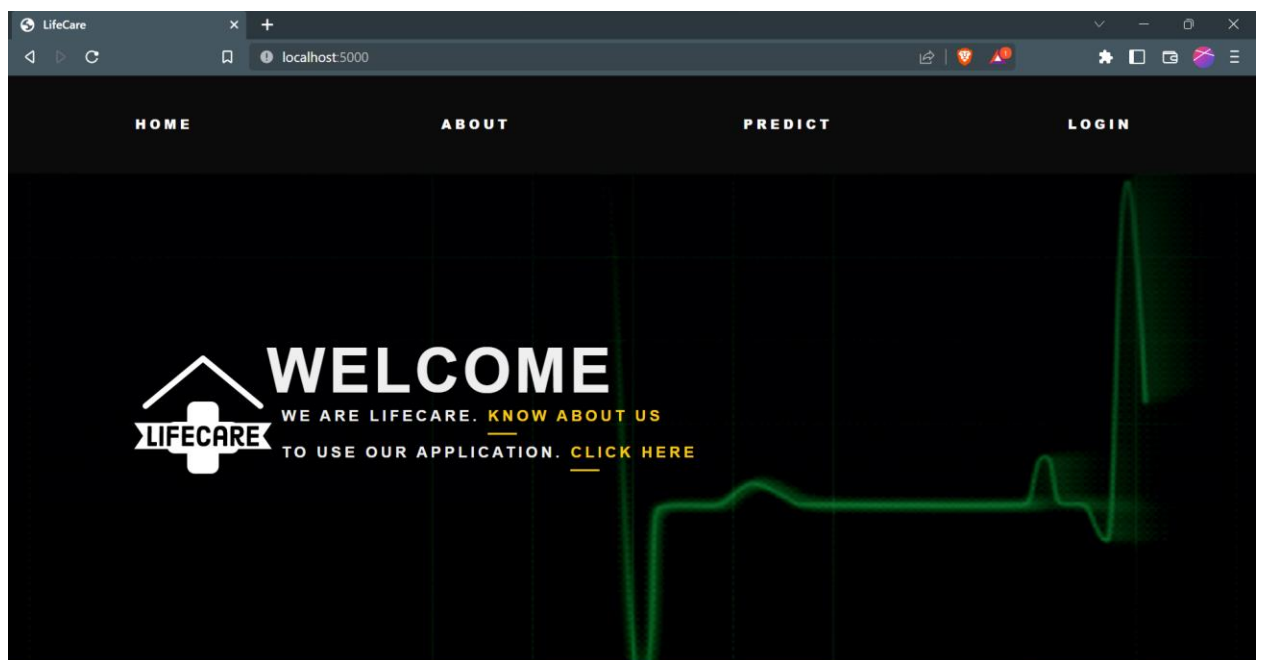 LifeCare
localhost:5000
HOME ABOUT PREDICT LOGIN
WELCOME
WE ARE LIFECARE. KNOW ABOUT US
LIFECARE
TO USE OUR APPLICATION. CLICK HERE